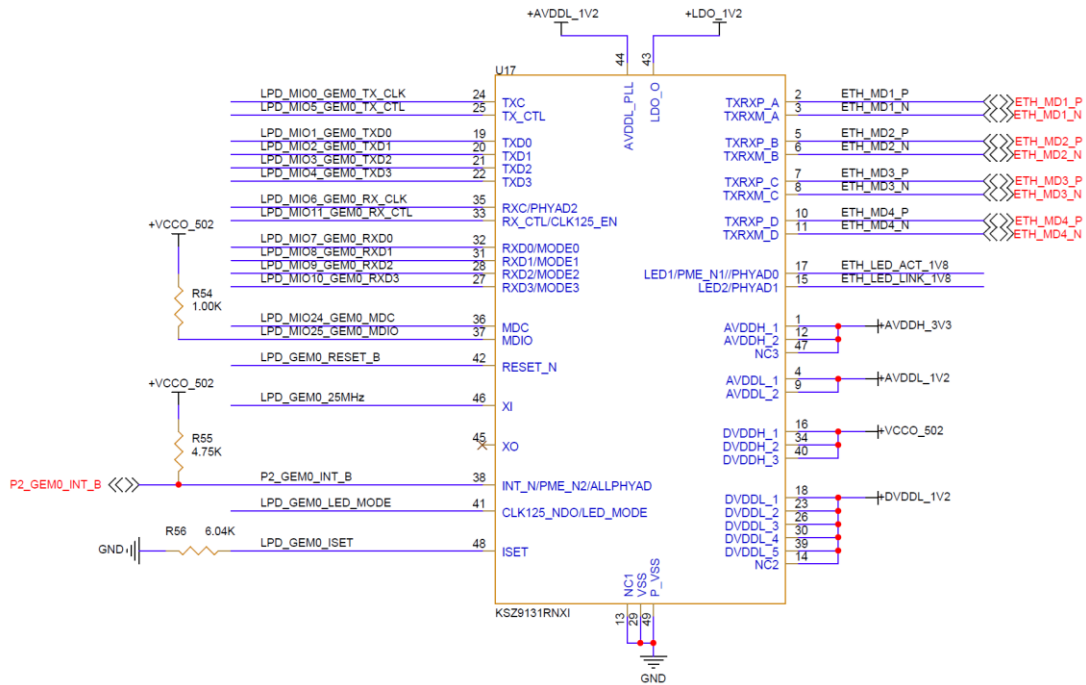 +AVDDL_1V2
+LDO_1V2
44
43
U17
AVDDL_PLL
LDO_O
LPD_MIO0_GEM0_TX_CLK 24 TXC
LPD_MIO5_GEM0_TX_CTL 25 TX_CTL
LPD_MIO1_GEM0_TXD0 19 TXD0
LPD_MIO2_GEM0_TXD1 20 TXD1
LPD_MIO3_GEM0_TXD2 21 TXD2
LPD_MIO4_GEM0_TXD3 22 TXD3
LPD_MIO6_GEM0_RX_CLK 35 RXC/PHYAD2
LPD_MIO11_GEM0_RX_CTL 33 RX_CTL/CLK125_EN
+VCCO_502
LPD_MIO7_GEM0_RXD0 32 RXD0/MODE0
LPD_MIO8_GEM0_RXD1 31 RXD1/MODE1
LPD_MIO9_GEM0_RXD2 28 RXD2/MODE2
LPD_MIO10_GEM0_RXD3 27 RXD3/MODE3
R54
1.00K
LPD_MIO24_GEM0_MDC 36 MDC
LPD_MIO25_GEM0_MDIO 37 MDIO
LPD_GEM0_RESET_B 42 RESET_N
+VCCO_502
LPD_GEM0_25MHz 46 XI
45 XO
R55
4.75K
P2_GEM0_INT_B P2_GEM0_INT_B 38 INT_N/PME_N2/ALLPHYAD
LPD_GEM0_LED_MODE 41 CLK125_NDO/LED_MODE
R56 6.04K
GND LPD_GEM0_ISET 48 ISET
TXRXP_A 2 ETH_MD1_P ETH_MD1_P
TXRXM_A 3 ETH_MD1_N ETH_MD1_N
TXRXP_B 5 ETH_MD2_P ETH_MD2_P
TXRXM_B 6 ETH_MD2_N ETH_MD2_N
TXRXP_C 7 ETH_MD3_P ETH_MD3_P
TXRXM_C 8 ETH_MD3_N ETH_MD3_N
TXRXP_D 10 ETH_MD4_P ETH_MD4_P
TXRXM_D 11 ETH_MD4_N ETH_MD4_N
LED1/PME_N1//PHYAD0 17 ETH_LED_ACT_1V8
LED2/PHYAD1 15 ETH_LED_LINK_1V8
AVDDH_1 1 +AVDDH_3V3
AVDDH_2 12
NC3 47
AVDDL_1 4 +AVDDL_1V2
AVDDL_2 9
DVDDH_1 16 +VCCO_502
DVDDH_2 34
DVDDH_3 40
DVDDL_1 18 +DVDDL_1V2
DVDDL_2 23
DVDDL_3 26
DVDDL_4 30
DVDDL_5 39
NC2 14
NC1
VSS
P_VSS
KSZ9131RNXI
13
29
49
GND